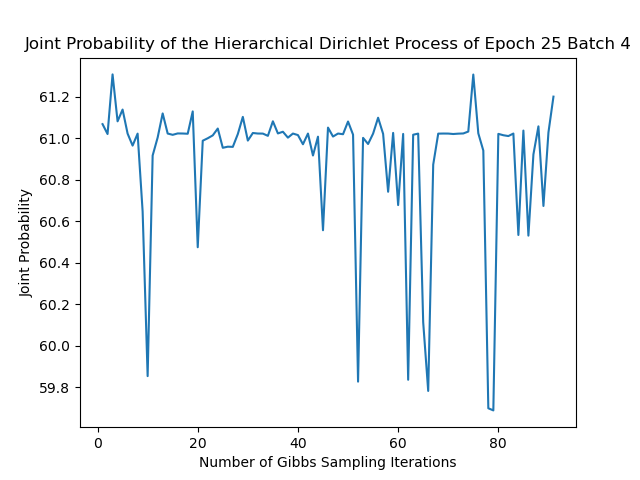 Joint Probability of the Hierarchical Dirichlet Process of Epoch 25 Batch 4
61.2
61.0
60.8
60.6
60.4
60.2
60.0
59.8
Joint Probability
0 20 40 60 80
Number of Gibbs Sampling Iterations